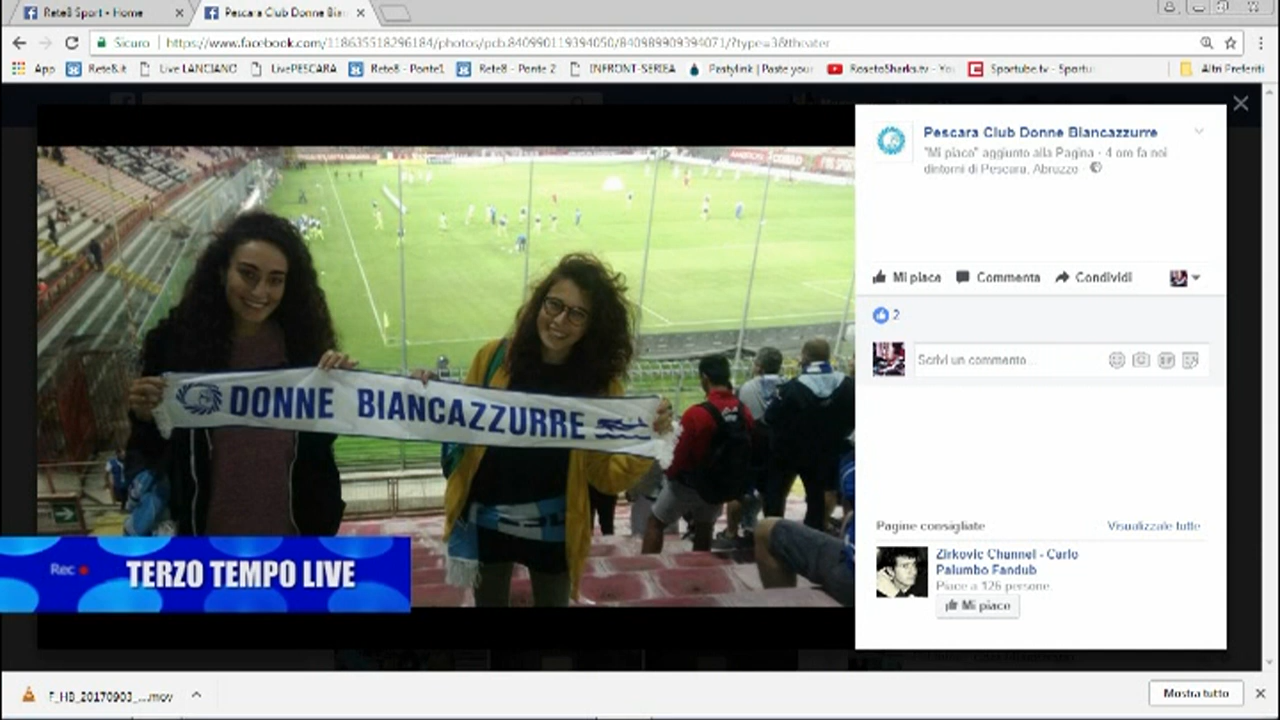 Rete8 Sport - Home
Pescara Club Donne Bian
Sicuro
https://www.facebook.com/118635518296184/photos/pcb.840990119394050/840989909394071/?type=3&theater
App
Rete8.it
Live LANCIANO
LivePESCARA
Rete8 - Ponte1
Rete8 - Ponte 2
INFRONT-SERIEA
Pastylink | Paste your
RosetoSharks.tv - You
Sportube.tv - Sportu
Altri Preferiti
Pescara Club Donne Biancazzurre
"Mi piace" aggiunto alla Pagina · 4 ore fa nei
dintorni di Pescara, Abruzzo ·
Mi piace
Commenta
Condividi
2
Scrivi un commento...
DONNE BIANCAZZURRE
Pagine consigliate
Visualizzale tutte
Zirkovic Channel - Carlo
Palumbo Fandub
Piace a 126 persone.
Mi piace
Rec
TERZO TEMPO LIVE
F_HD_20170903_....mov
Mostra tutto